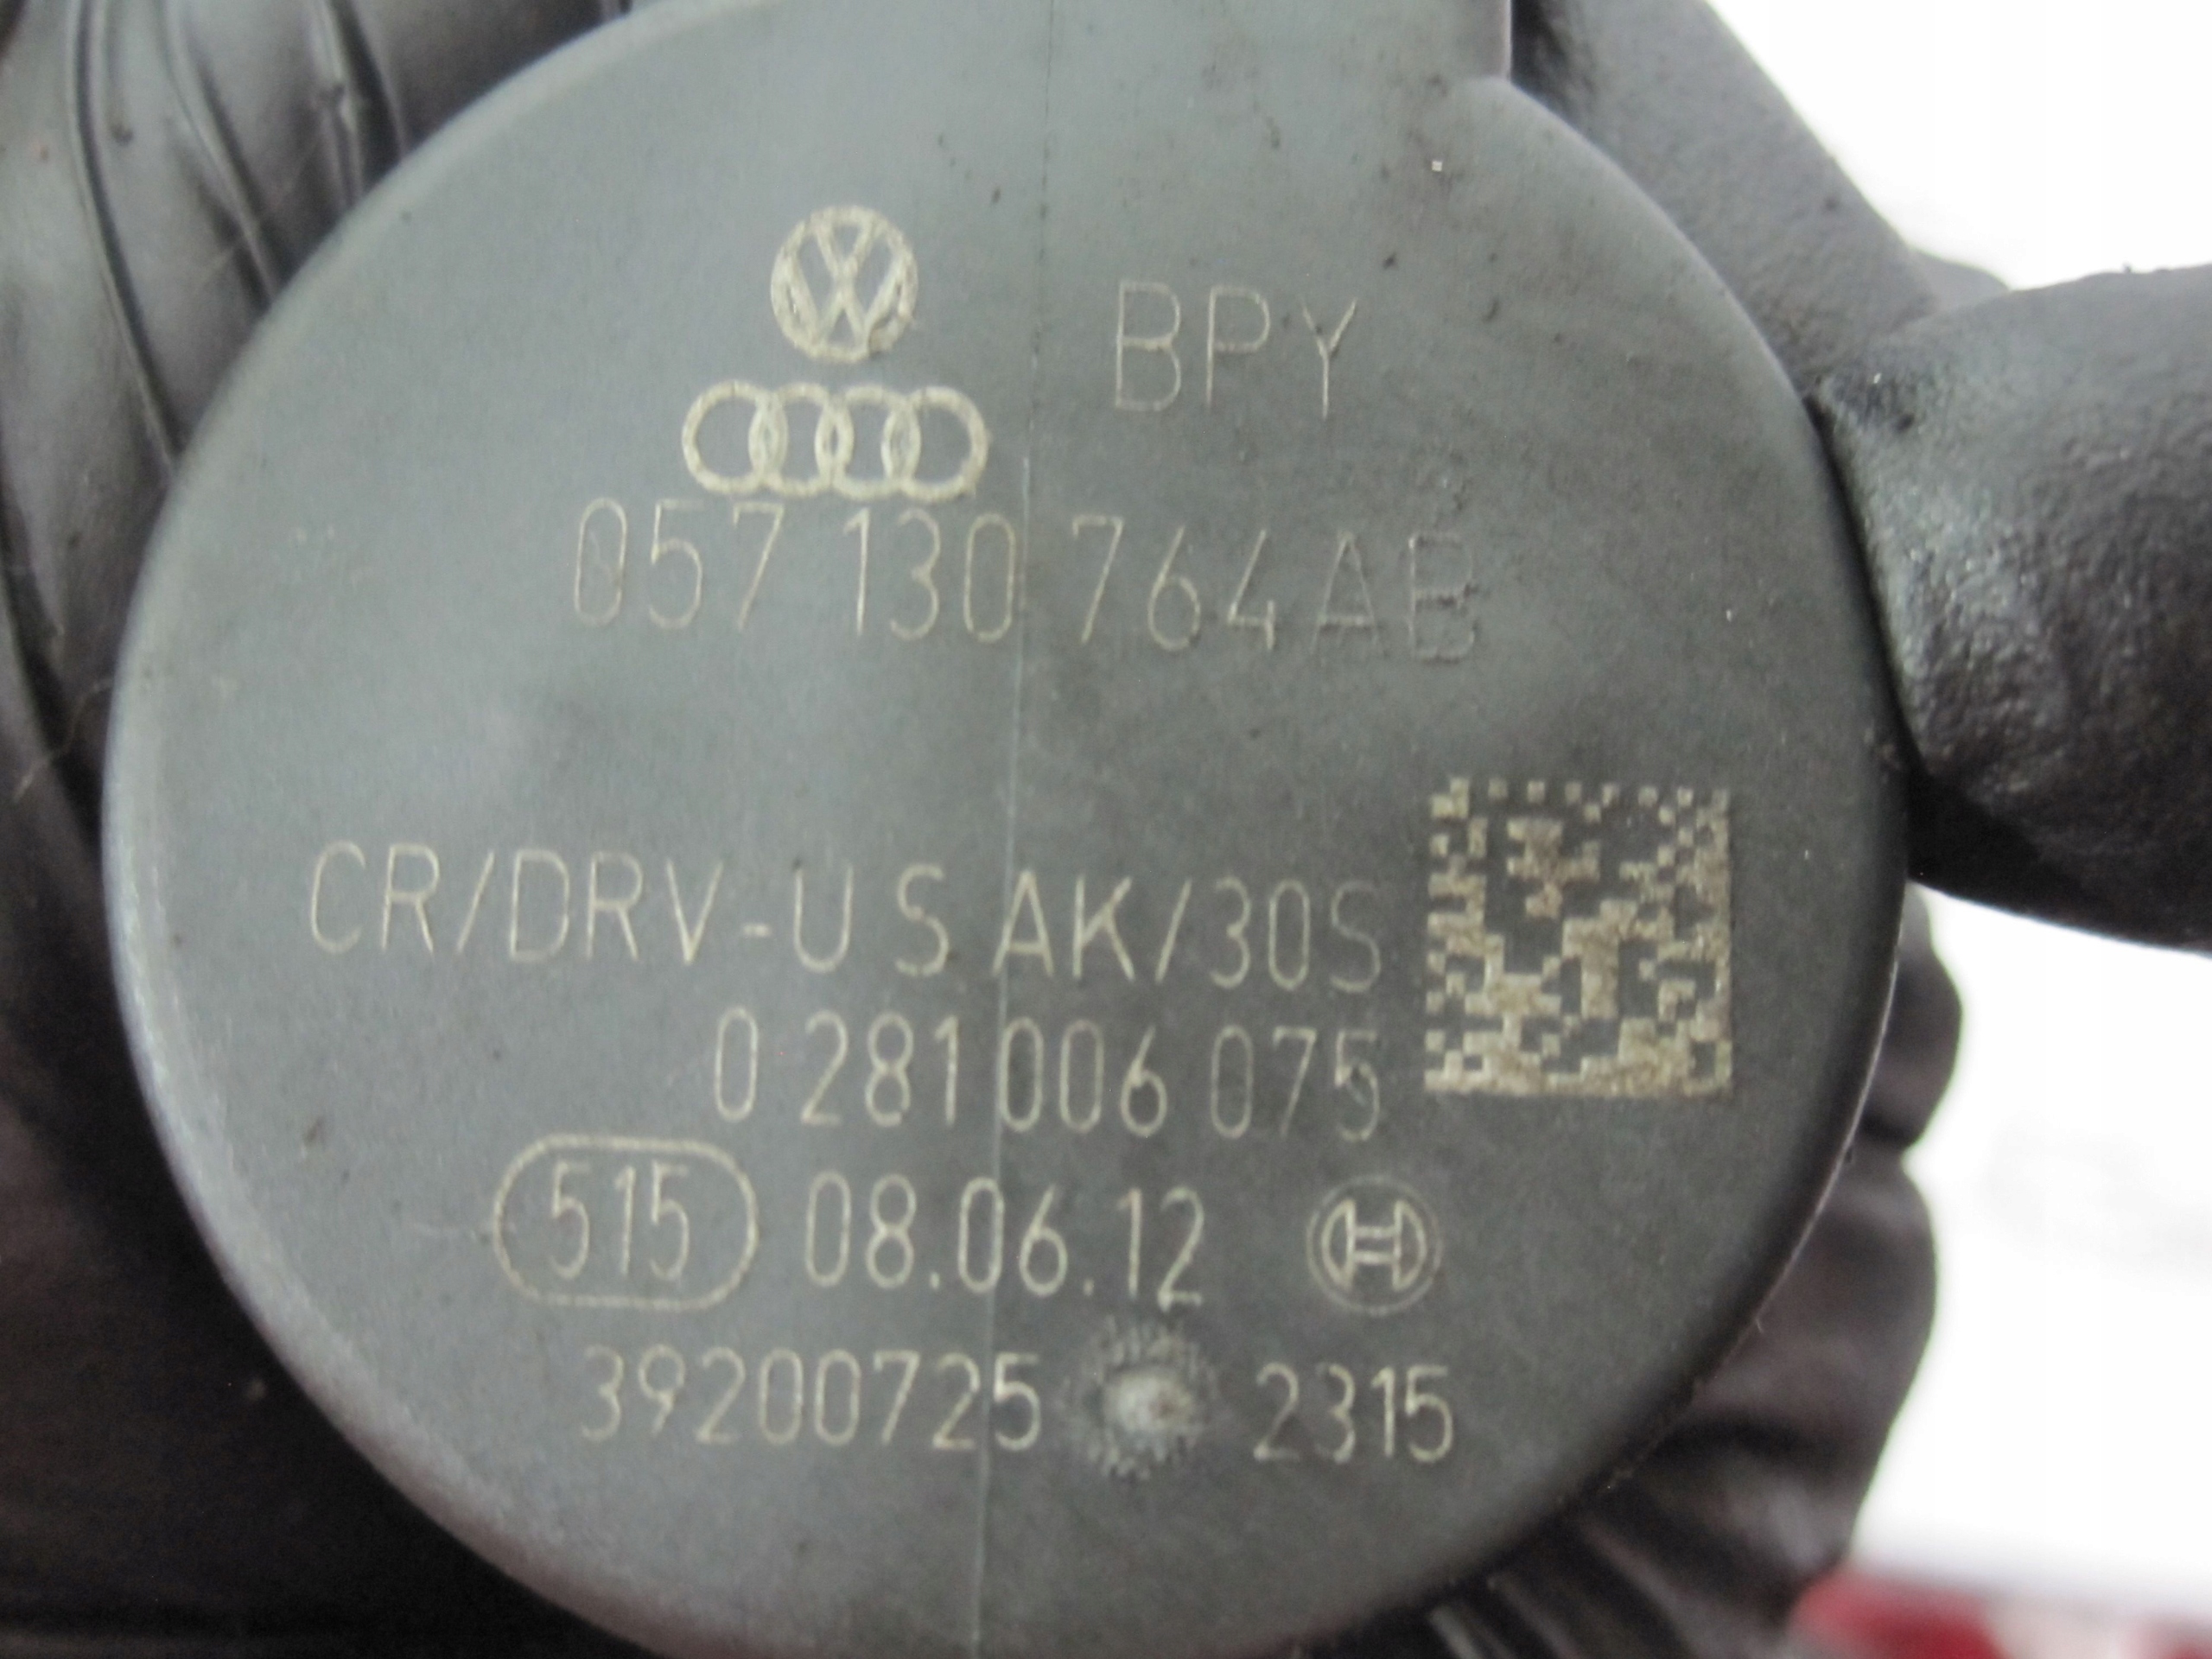 BPY
057 130 764 AB
CR/DRV-U S AK/30S
0 281 006 075
515 08.06.12
39200725 2315